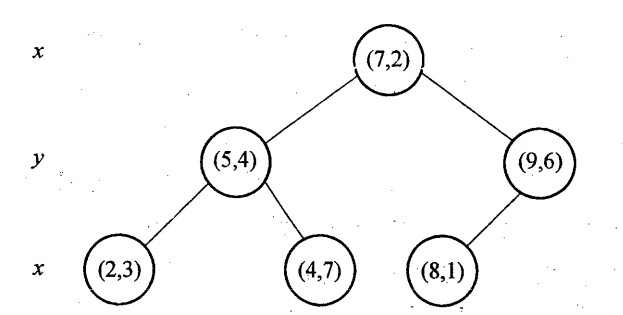 x (7,2)
y (5,4) (9,6)
x (2,3) (4,7) (8,1)